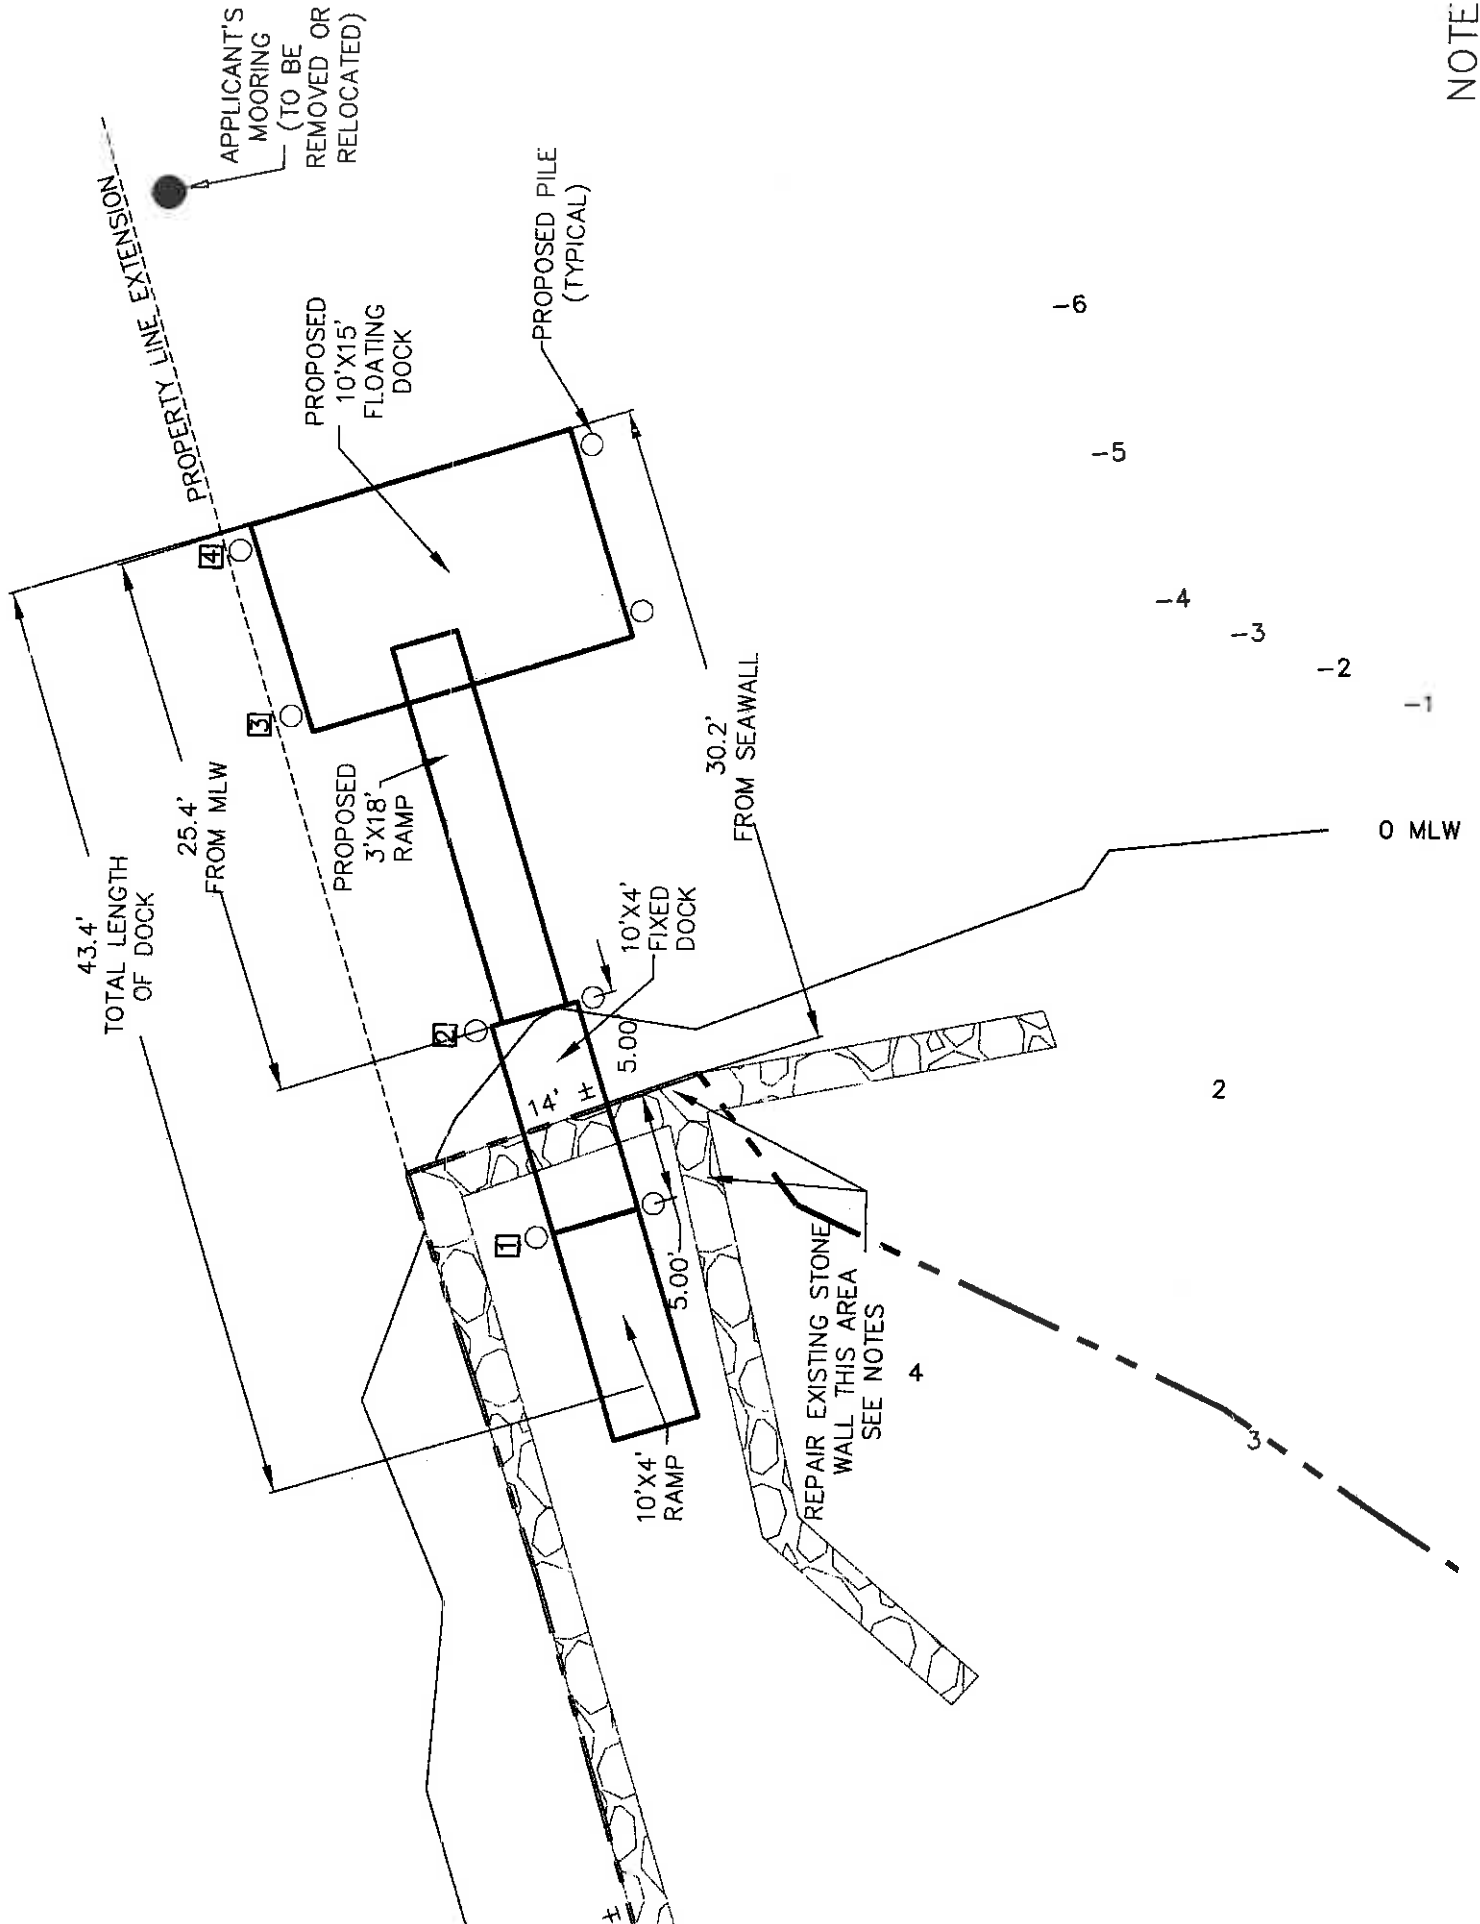 APPLICANT'S
MOORING
(TO BE
REMOVED OR
RELOCATED)
PROPERTY LINE EXTENSION
PROPOSED
10'X15'
FLOATING
DOCK
PROPOSED PILE
(TYPICAL)
4
3
43.4'
TOTAL LENGTH
OF DOCK
25.4'
FROM MLW
PROPOSED
3'X18'
RAMP
30.2'
FROM SEAWALL
10'X4'
FIXED
DOCK
2
5.00'
14' ±
1
5.00'
10'X4'
RAMP
REPAIR EXISTING STONE
WALL THIS AREA
SEE NOTES
-6
-5
-4
-3
-2
-1
0 MLW
2
3
4
±
NOTE